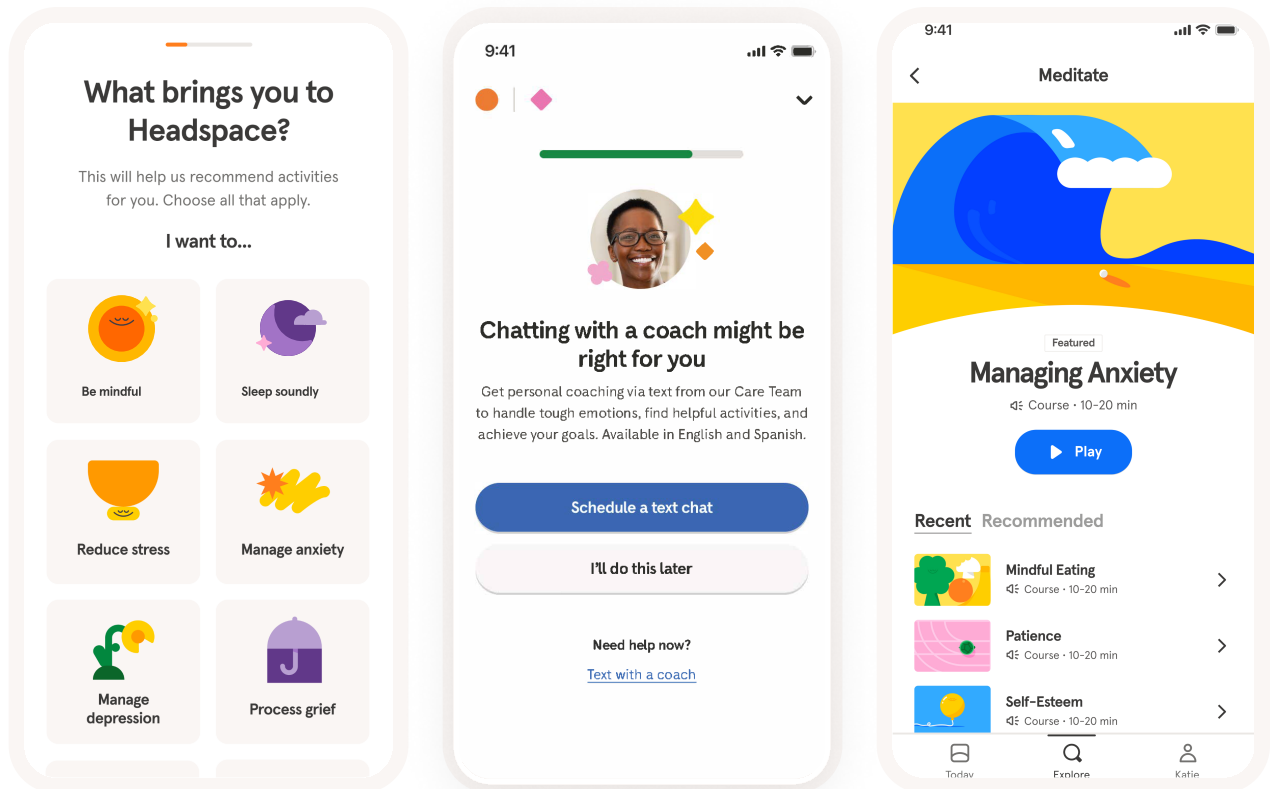 What brings you to
Headspace?
This will help us recommend activities
for you. Choose all that apply.
I want to...
Be mindful
Sleep soundly
Reduce stress
Manage anxiety
Manage
depression
Process grief
9:41
Chatting with a coach might be
right for you
Get personal coaching via text from our Care Team
to handle tough emotions, find helpful activities, and
achieve your goals. Available in English and Spanish.
Schedule a text chat
I'll do this later
Need help now?
Text with a coach
9:41
Meditate
Featured
Managing Anxiety
Course • 10-20 min
Play
Recent Recommended
Mindful Eating
Course • 10-20 min
Patience
Course • 10-20 min
Self-Esteem
Course • 10-20 min
Today
Explore
Katie